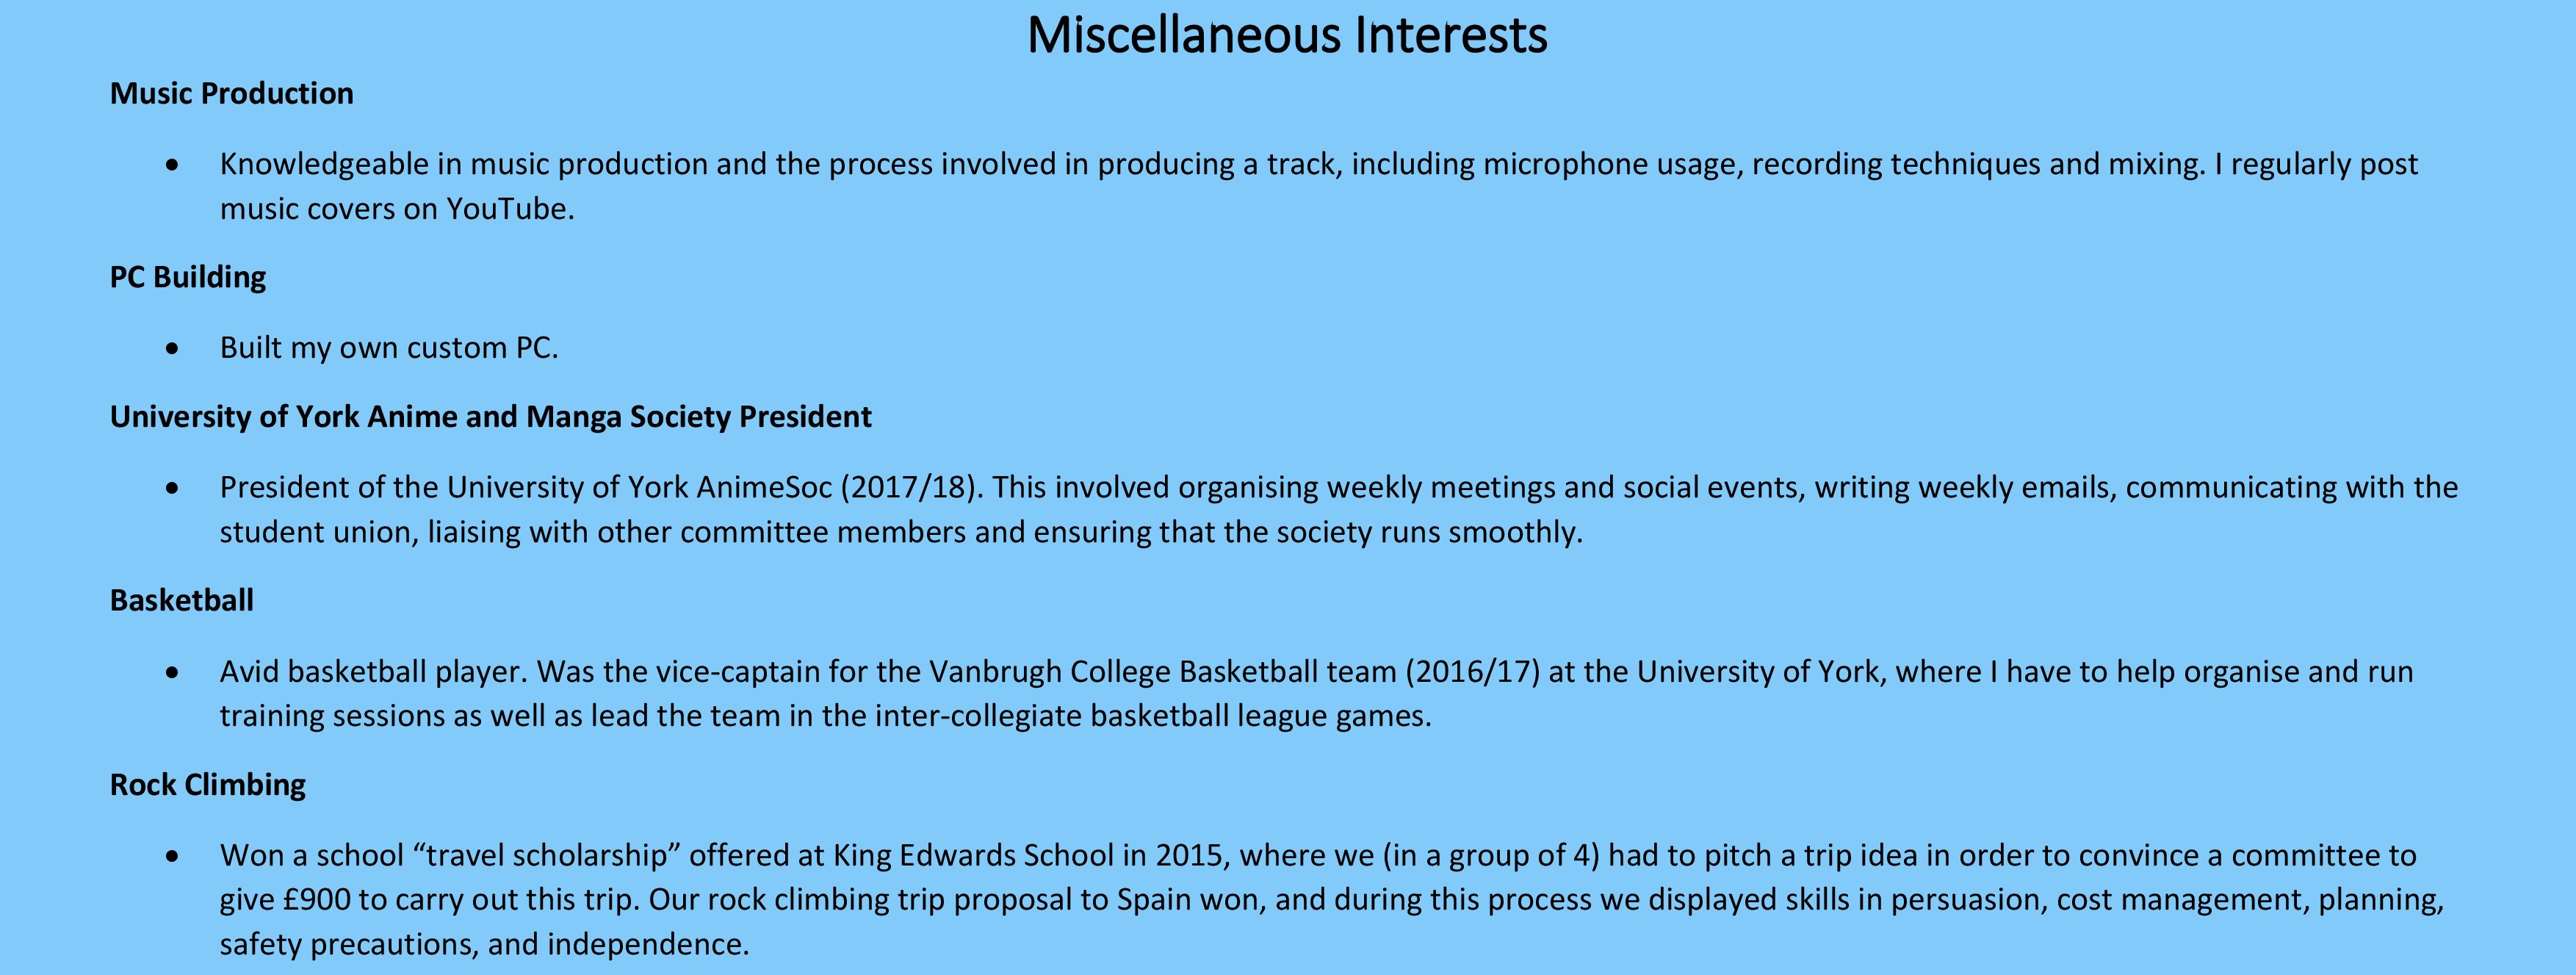 Miscellaneous Interests
Music Production
• Knowledgeable in music production and the process involved in producing a track, including microphone usage, recording techniques and mixing. I regularly post
music covers on YouTube.
PC Building
• Built my own custom PC.
University of York Anime and Manga Society President
• President of the University of York AnimeSoc (2017/18). This involved organising weekly meetings and social events, writing weekly emails, communicating with the
student union, liaising with other committee members and ensuring that the society runs smoothly.
Basketball
• Avid basketball player. Was the vice-captain for the Vanbrugh College Basketball team (2016/17) at the University of York, where I have to help organise and run
training sessions as well as lead the team in the inter-collegiate basketball league games.
Rock Climbing
• Won a school “travel scholarship” offered at King Edwards School in 2015, where we (in a group of 4) had to pitch a trip idea in order to convince a committee to
give £900 to carry out this trip. Our rock climbing trip proposal to Spain won, and during this process we displayed skills in persuasion, cost management, planning,
safety precautions, and independence.